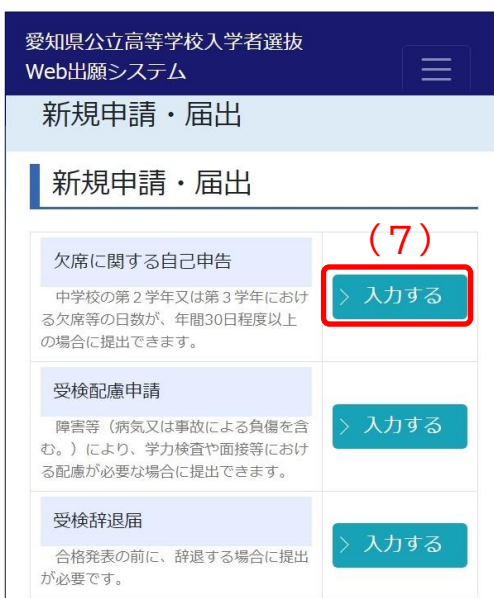 愛知県公立高等学校入学者選抜
Web出願システム
新規申請・届出
新規申請・届出
（７）
欠席に関する自己申告
中学校の第２学年又は第３学年におけ
る欠席等の日数が、年間30日程度以上
の場合に提出できます。
> 入力する
受検配慮申請
障害等（病気又は事故による負傷を含
む。）により、学力検査や面接等におけ
る配慮が必要な場合に提出できます。
> 入力する
受検辞退届
合格発表の前に、辞退する場合に提出
が必要です。
> 入力する